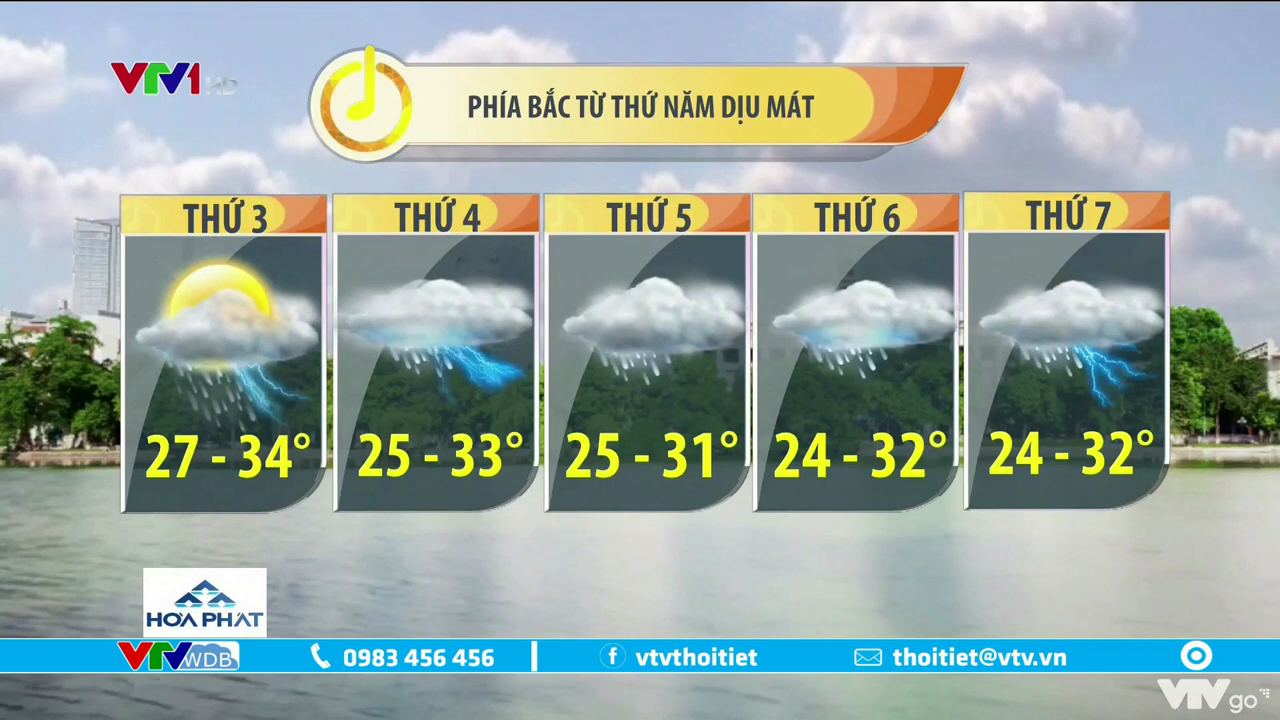 VTV1 HD
PHÍA BẮC TỪ THỨ NĂM DỊU MÁT
THỨ 3
THỨ 4
THỨ 5
THỨ 6
THỨ 7
27 - 34°
25 - 33°
25 - 31°
24 - 32°
24 - 32°
HÒA PHÁT
VTV WDB
0983 456 456
vtvthoitiet
thoitiet@vtv.vn
VTV go